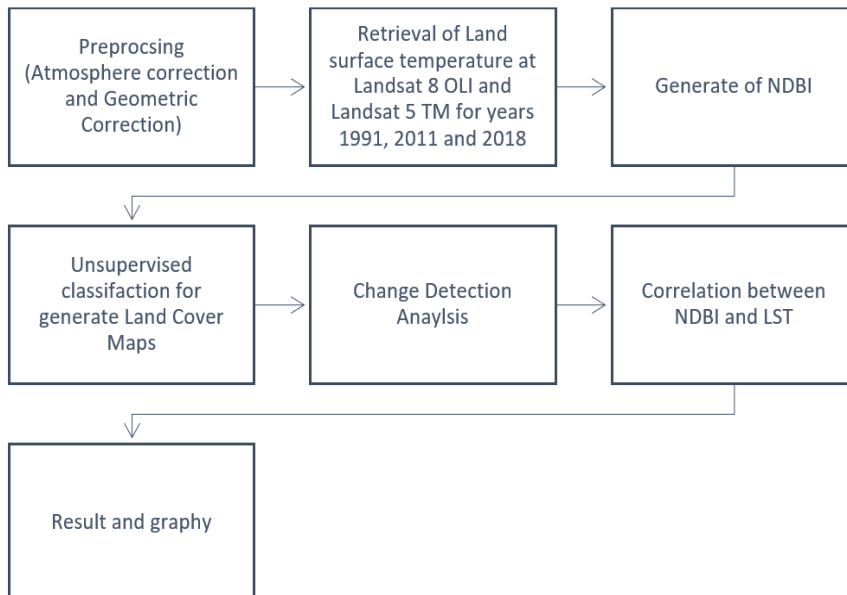 Preprocsing
(Atmosphere correction
and Geometric
Correction)
Retrieval of Land
surface temperature at
Landsat 8 OLI and
Landsat 5 TM for years
1991, 2011 and 2018
Generate of NDBI
Unsupervised
classifaction for
generate Land Cover
Maps
Change Detection
Anaylsis
Correlation between
NDBI and LST
Result and graphy